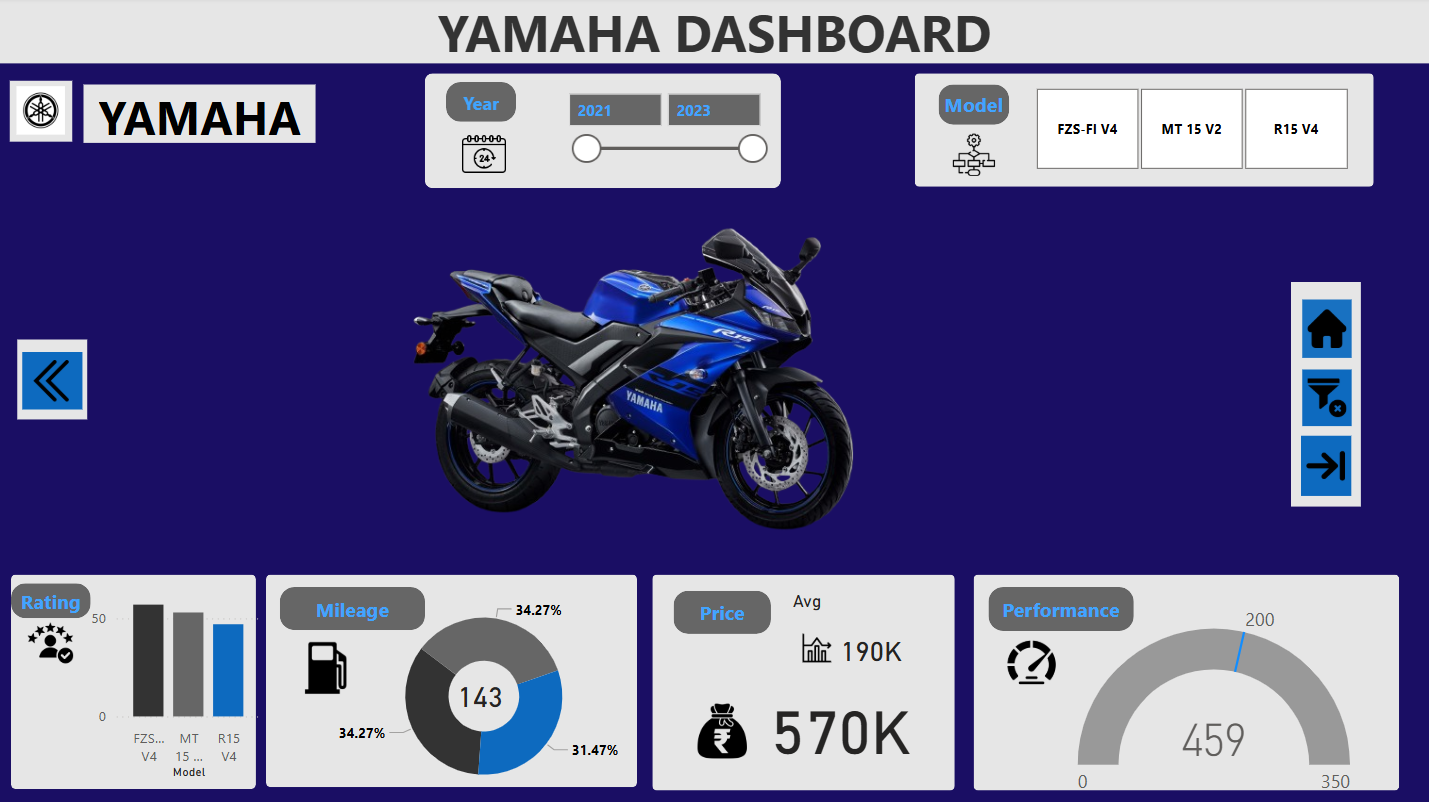 YAMAHA DASHBOARD
YAMAHA
Year
2021
2023
24
Model
FZS-FI V4
MT 15 V2
R15 V4
R15
YAMAHA
Rating
50
0
FZS...
V4
MT
15 ...
R15
V4
Model
Mileage
34.27%
143
34.27%
31.47%
Price
Avg
190K
₹
570K
Performance
200
459
0
350